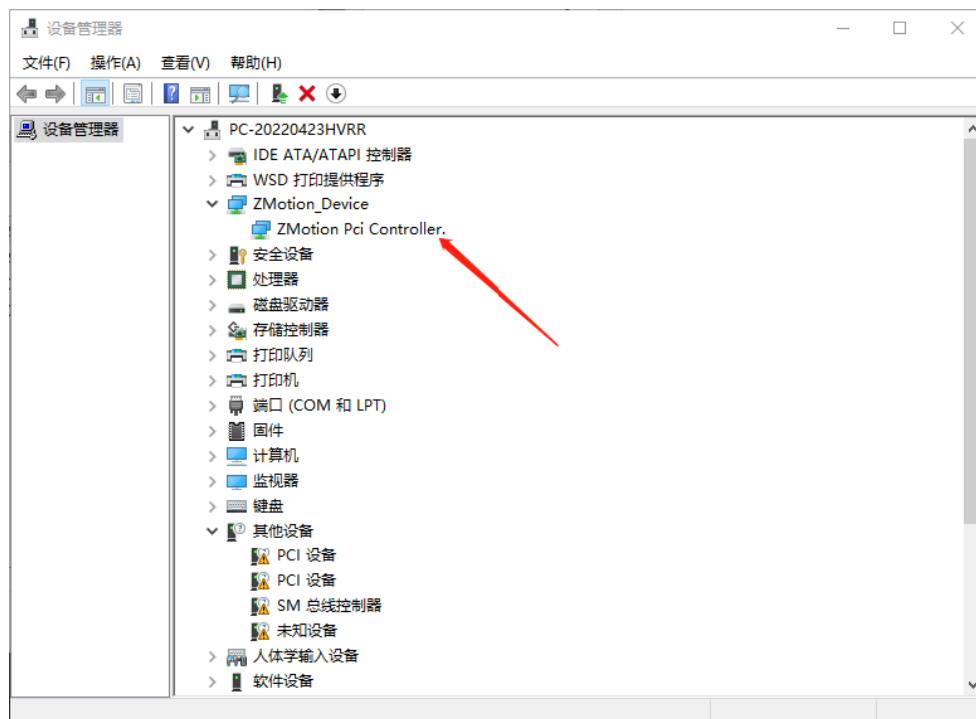 设备管理器
文件(F) 操作(A) 查看(V) 帮助(H)
设备管理器
PC-20220423HVRR
IDE ATA/ATAPI 控制器
WSD 打印提供程序
ZMotion_Device
ZMotion Pci Controller.
安全设备
处理器
磁盘驱动器
存储控制器
打印队列
打印机
端口 (COM 和 LPT)
固件
计算机
监视器
键盘
其他设备
PCI 设备
PCI 设备
SM 总线控制器
未知设备
人体学输入设备
软件设备